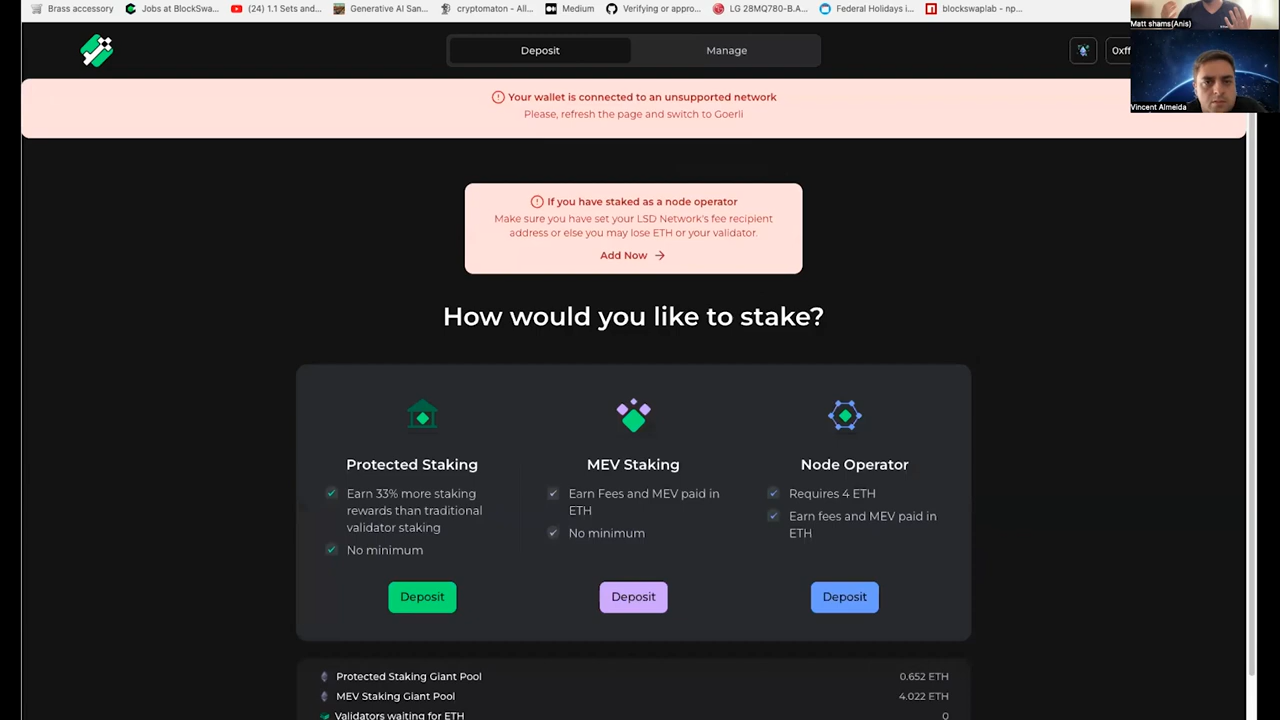 Brass accessory
Jobs at BlockSwa...
(24) 1.1 Sets and...
Generative AI San...
cryptomaton - All...
Medium
Verifying or appro...
LG 28MQ780-B.A...
Federal Holidays i...
blockswaplab - np...
Matt shams(Anis)
Deposit
Manage
0xff
Vincent Almeida
Your wallet is connected to an unsupported network
Please, refresh the page and switch to Goerli
If you have staked as a node operator
Make sure you have set your LSD Network's fee recipient
address or else you may lose ETH or your validator.
Add Now
How would you like to stake?
Protected Staking
Earn 33% more staking
rewards than traditional
validator staking
No minimum
Deposit
MEV Staking
Earn Fees and MEV paid in
ETH
No minimum
Deposit
Node Operator
Requires 4 ETH
Earn fees and MEV paid in
ETH
Deposit
Protected Staking Giant Pool 0.652 ETH
MEV Staking Giant Pool 4.022 ETH
Validators waiting for ETH 0